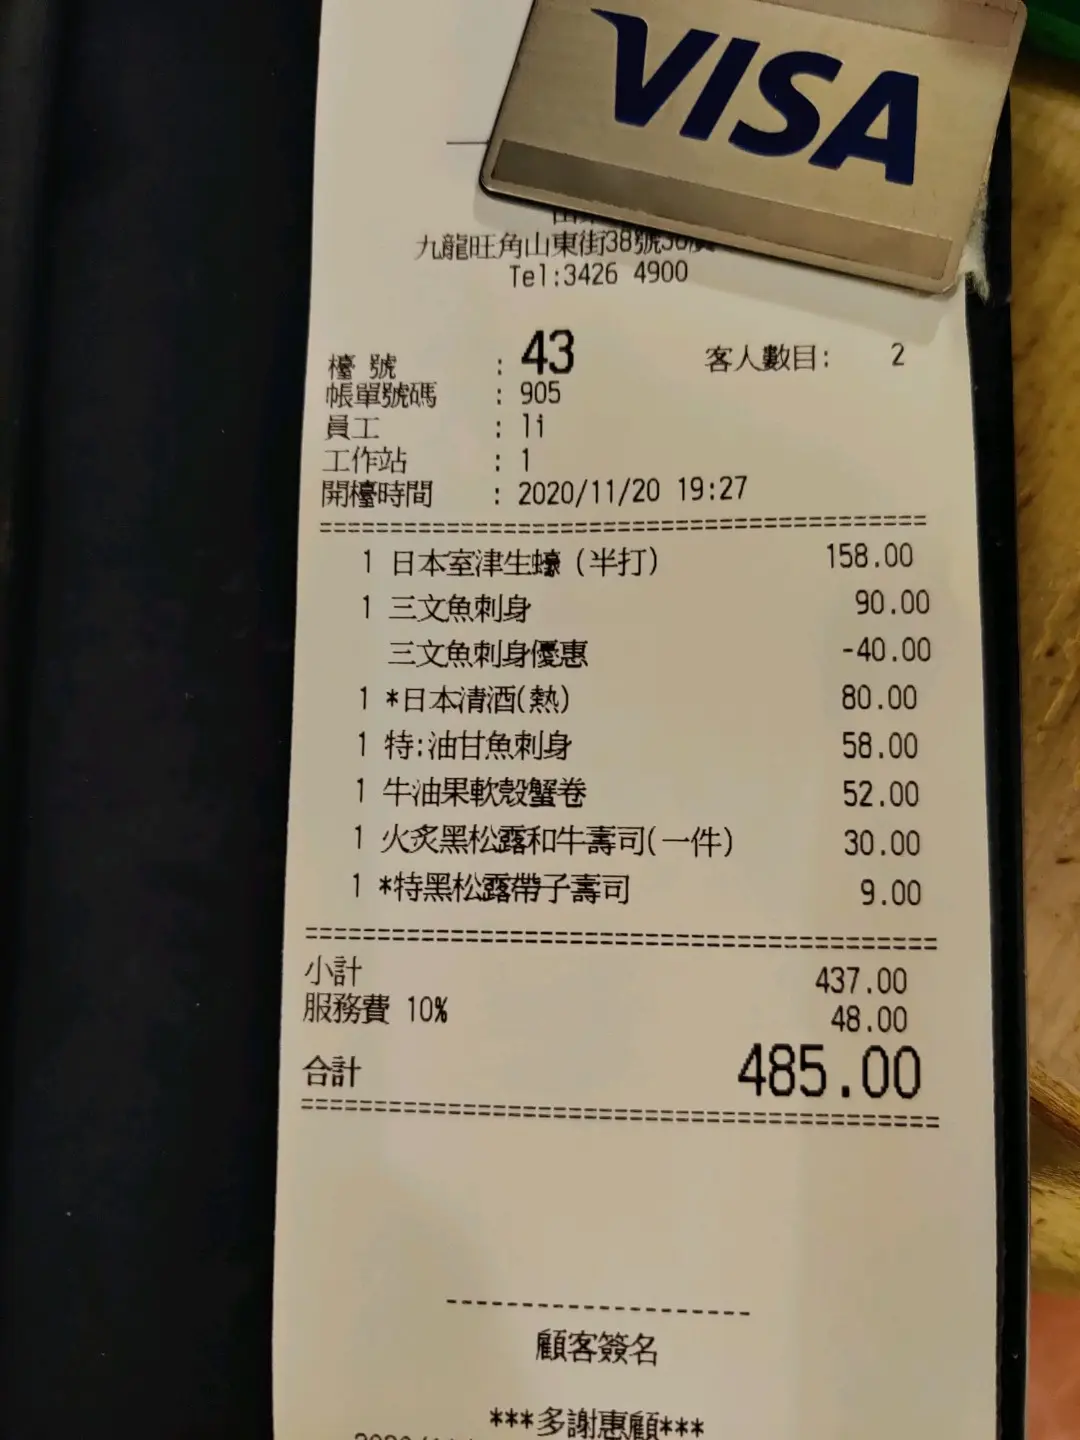 VISA
九龍旺角山東街38號
Tel:3426 4900
檯 號 : 43 客人數目: 2
帳單號碼 : 905
員工 : li
工作站 : 1
開檯時間 : 2020/11/20 19:27
1 日本室津生蠔 (半打) 158.00
1 三文魚刺身 90.00
三文魚刺身優惠 -40.00
1 *日本清酒(熱) 80.00
1 特:油甘魚刺身 58.00
1 牛油果軟殼蟹卷 52.00
1 火炙黑松露和牛壽司(一件) 30.00
1 *特黑松露帶子壽司 9.00
小計 437.00
服務費 10% 48.00
合計 485.00
顧客簽名
***多謝惠顧***